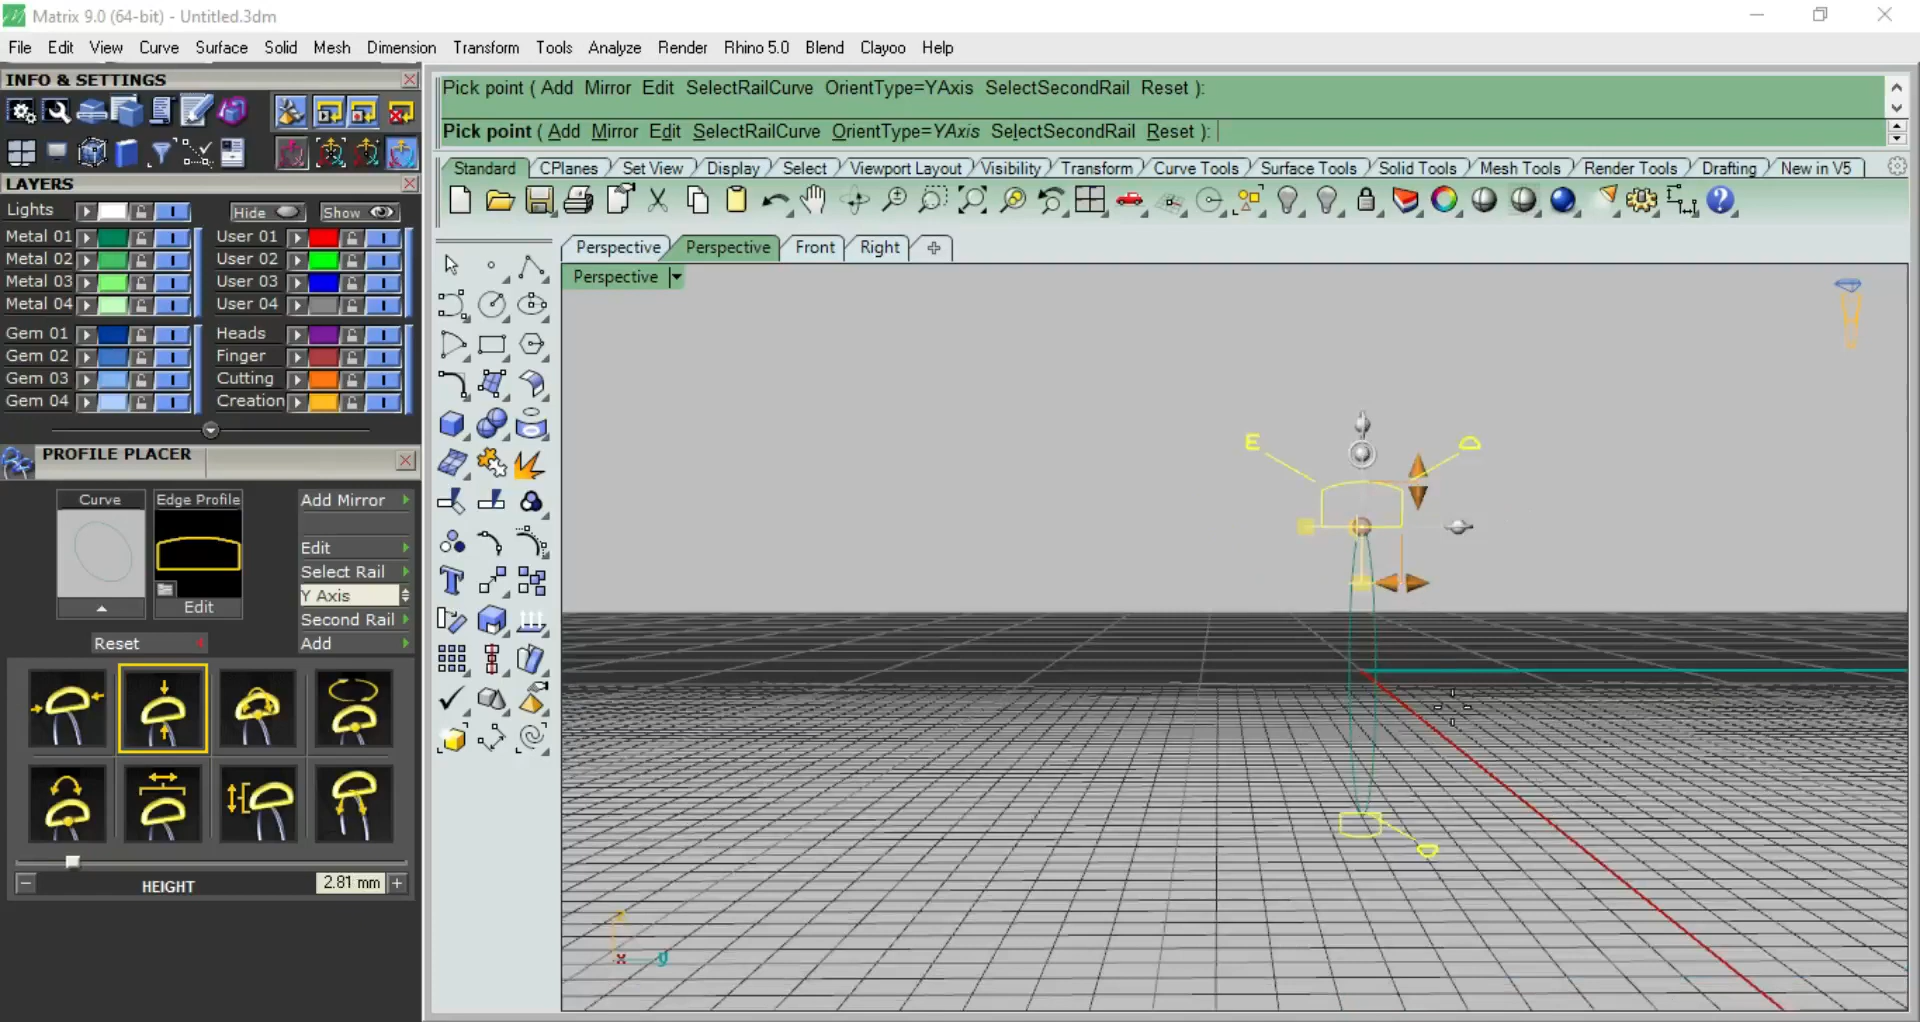 Matrix 9.0 (64-bit) - Untitled.3dm
File Edit View Curve Surface Solid Mesh Dimension Transform Tools Analyze Render Rhino 5.0 Blend Clayoo Help
INFO & SETTINGS
LAYERS
Lights Hide Show
Metal 01 User 01
Metal 02 User 02
Metal 03 User 03
Metal 04 User 04
Gem 01 Heads
Gem 02 Finger
Gem 03 Cutting
Gem 04 Creation
PROFILE PLACER
Curve Edge Profile Add Mirror
Edit
Select Rail
Y Axis
Edit Second Rail
Reset Add
HEIGHT 2.81 mm
Pick point ( Add Mirror Edit SelectRailCurve OrientType=YAxis SelectSecondRail Reset ):
Pick point ( Add Mirror Edit SelectRailCurve OrientType=YAxis SelectSecondRail Reset ):
Standard CPlanes Set View Display Select Viewport Layout Visibility Transform Curve Tools Surface Tools Solid Tools Mesh Tools Render Tools Drafting New in V5
Perspective Perspective Front Right
Perspective
E
x y